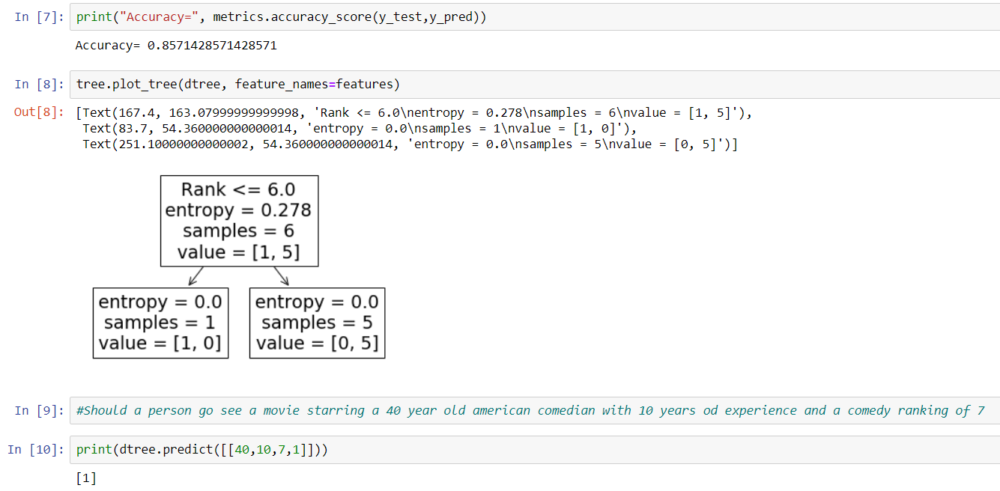 In [7]: print("Accuracy=", metrics.accuracy_score(y_test,y_pred))
Accuracy= 0.8571428571428571
In [8]: tree.plot_tree(dtree, feature_names=features)
Out[8]: [Text(167.4, 163.07999999999998, 'Rank <= 6.0\nentropy = 0.278\nsamples = 6\nvalue = [1, 5]'),
Text(83.7, 54.360000000000014, 'entropy = 0.0\nsamples = 1\nvalue = [1, 0]'),
Text(251.10000000000002, 54.360000000000014, 'entropy = 0.0\nsamples = 5\nvalue = [0, 5]')]
Rank <= 6.0
entropy = 0.278
samples = 6
value = [1, 5]
entropy = 0.0
samples = 1
value = [1, 0]
entropy = 0.0
samples = 5
value = [0, 5]
In [9]: #Should a person go see a movie starring a 40 year old american comedian with 10 years od experience and a comedy ranking of 7
In [10]: print(dtree.predict([[40,10,7,1]]))
[1]